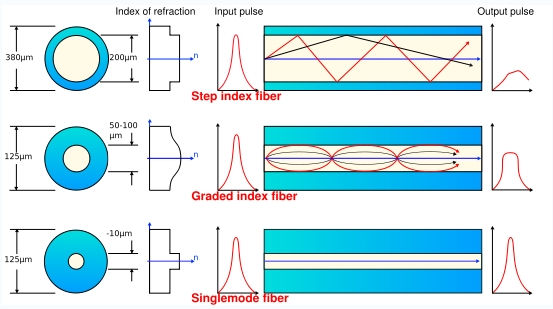 Index of refraction
Input pulse
Output pulse
380µm
200µm
n
Step index fiber
50-100
µm
125µm
n
Graded index fiber
-10µm
125µm
n
Singlemode fiber